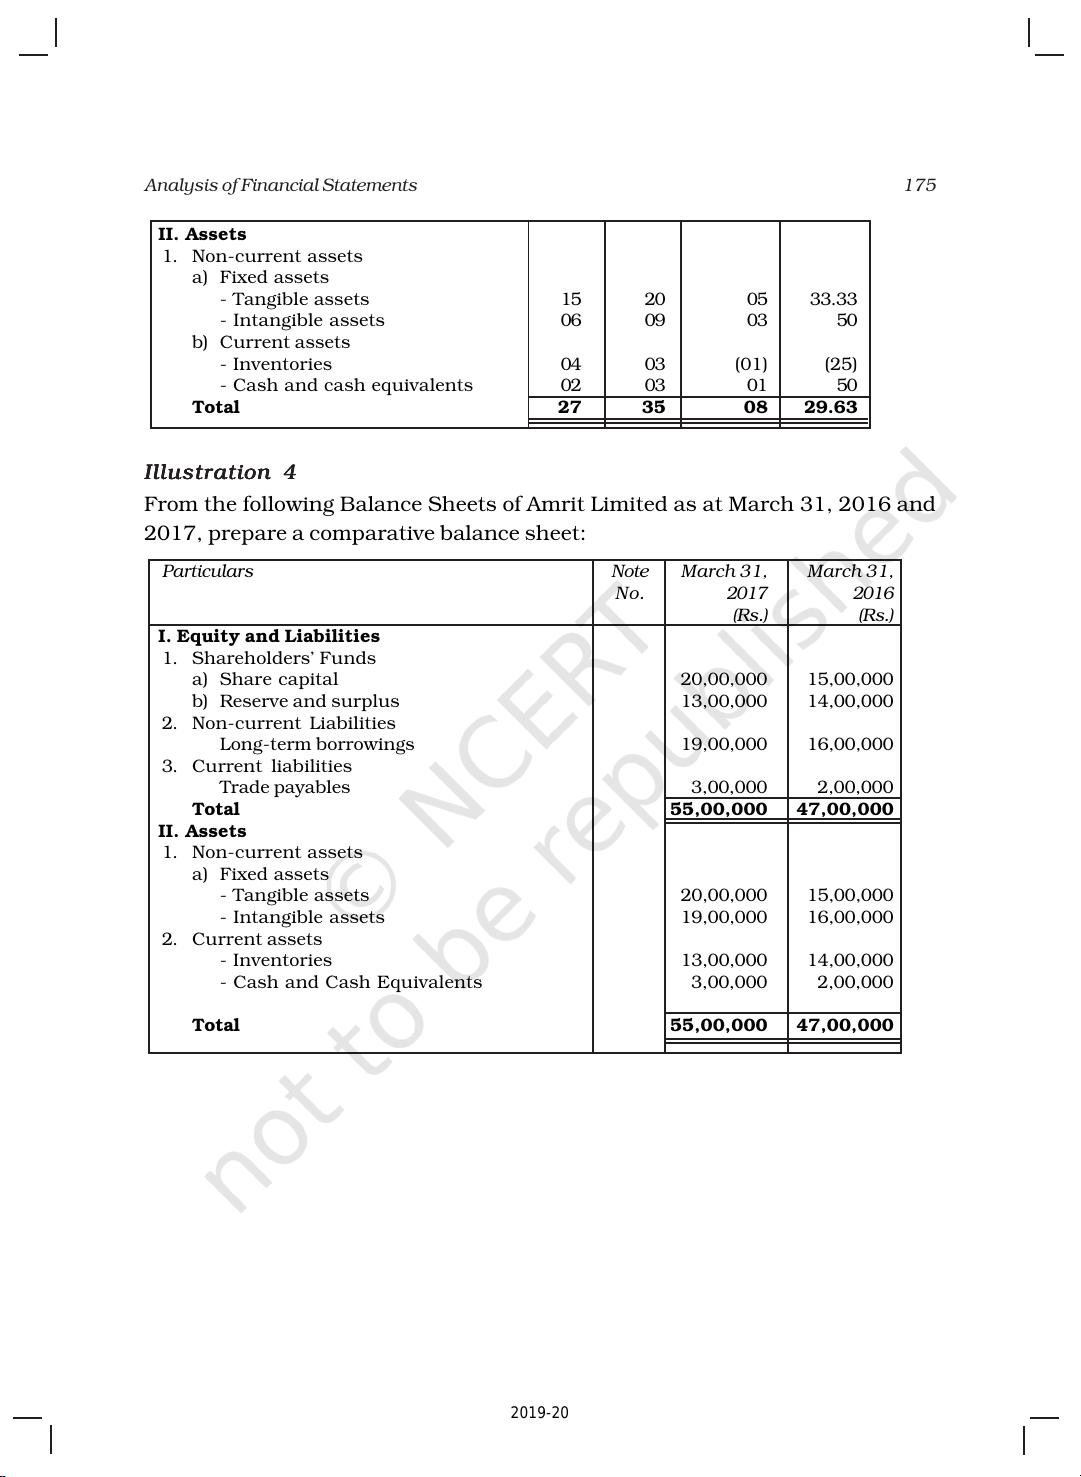 Analysis of Financial Statements 175
II. Assets
1. Non-current assets
a) Fixed assets
- Tangible assets 15 20 05 33.33
- Intangible assets 06 09 03 50
b) Current assets
- Inventories 04 03 (01) (25)
- Cash and cash equivalents 02 03 01 50
Total 27 35 08 29.63
Illustration 4
From the following Balance Sheets of Amrit Limited as at March 31, 2016 and
2017, prepare a comparative balance sheet:
Particulars Note March 31, March 31,
No. 2017 2016
(Rs.) (Rs.)
I. Equity and Liabilities
1. Shareholders’ Funds
a) Share capital 20,00,000 15,00,000
b) Reserve and surplus 13,00,000 14,00,000
2. Non-current Liabilities
Long-term borrowings 19,00,000 16,00,000
3. Current liabilities
Trade payables 3,00,000 2,00,000
Total 55,00,000 47,00,000
II. Assets
1. Non-current assets
a) Fixed assets
- Tangible assets 20,00,000 15,00,000
- Intangible assets 19,00,000 16,00,000
2. Current assets
- Inventories 13,00,000 14,00,000
- Cash and Cash Equivalents 3,00,000 2,00,000
Total 55,00,000 47,00,000
© NCERT
not to be republished
2019-20